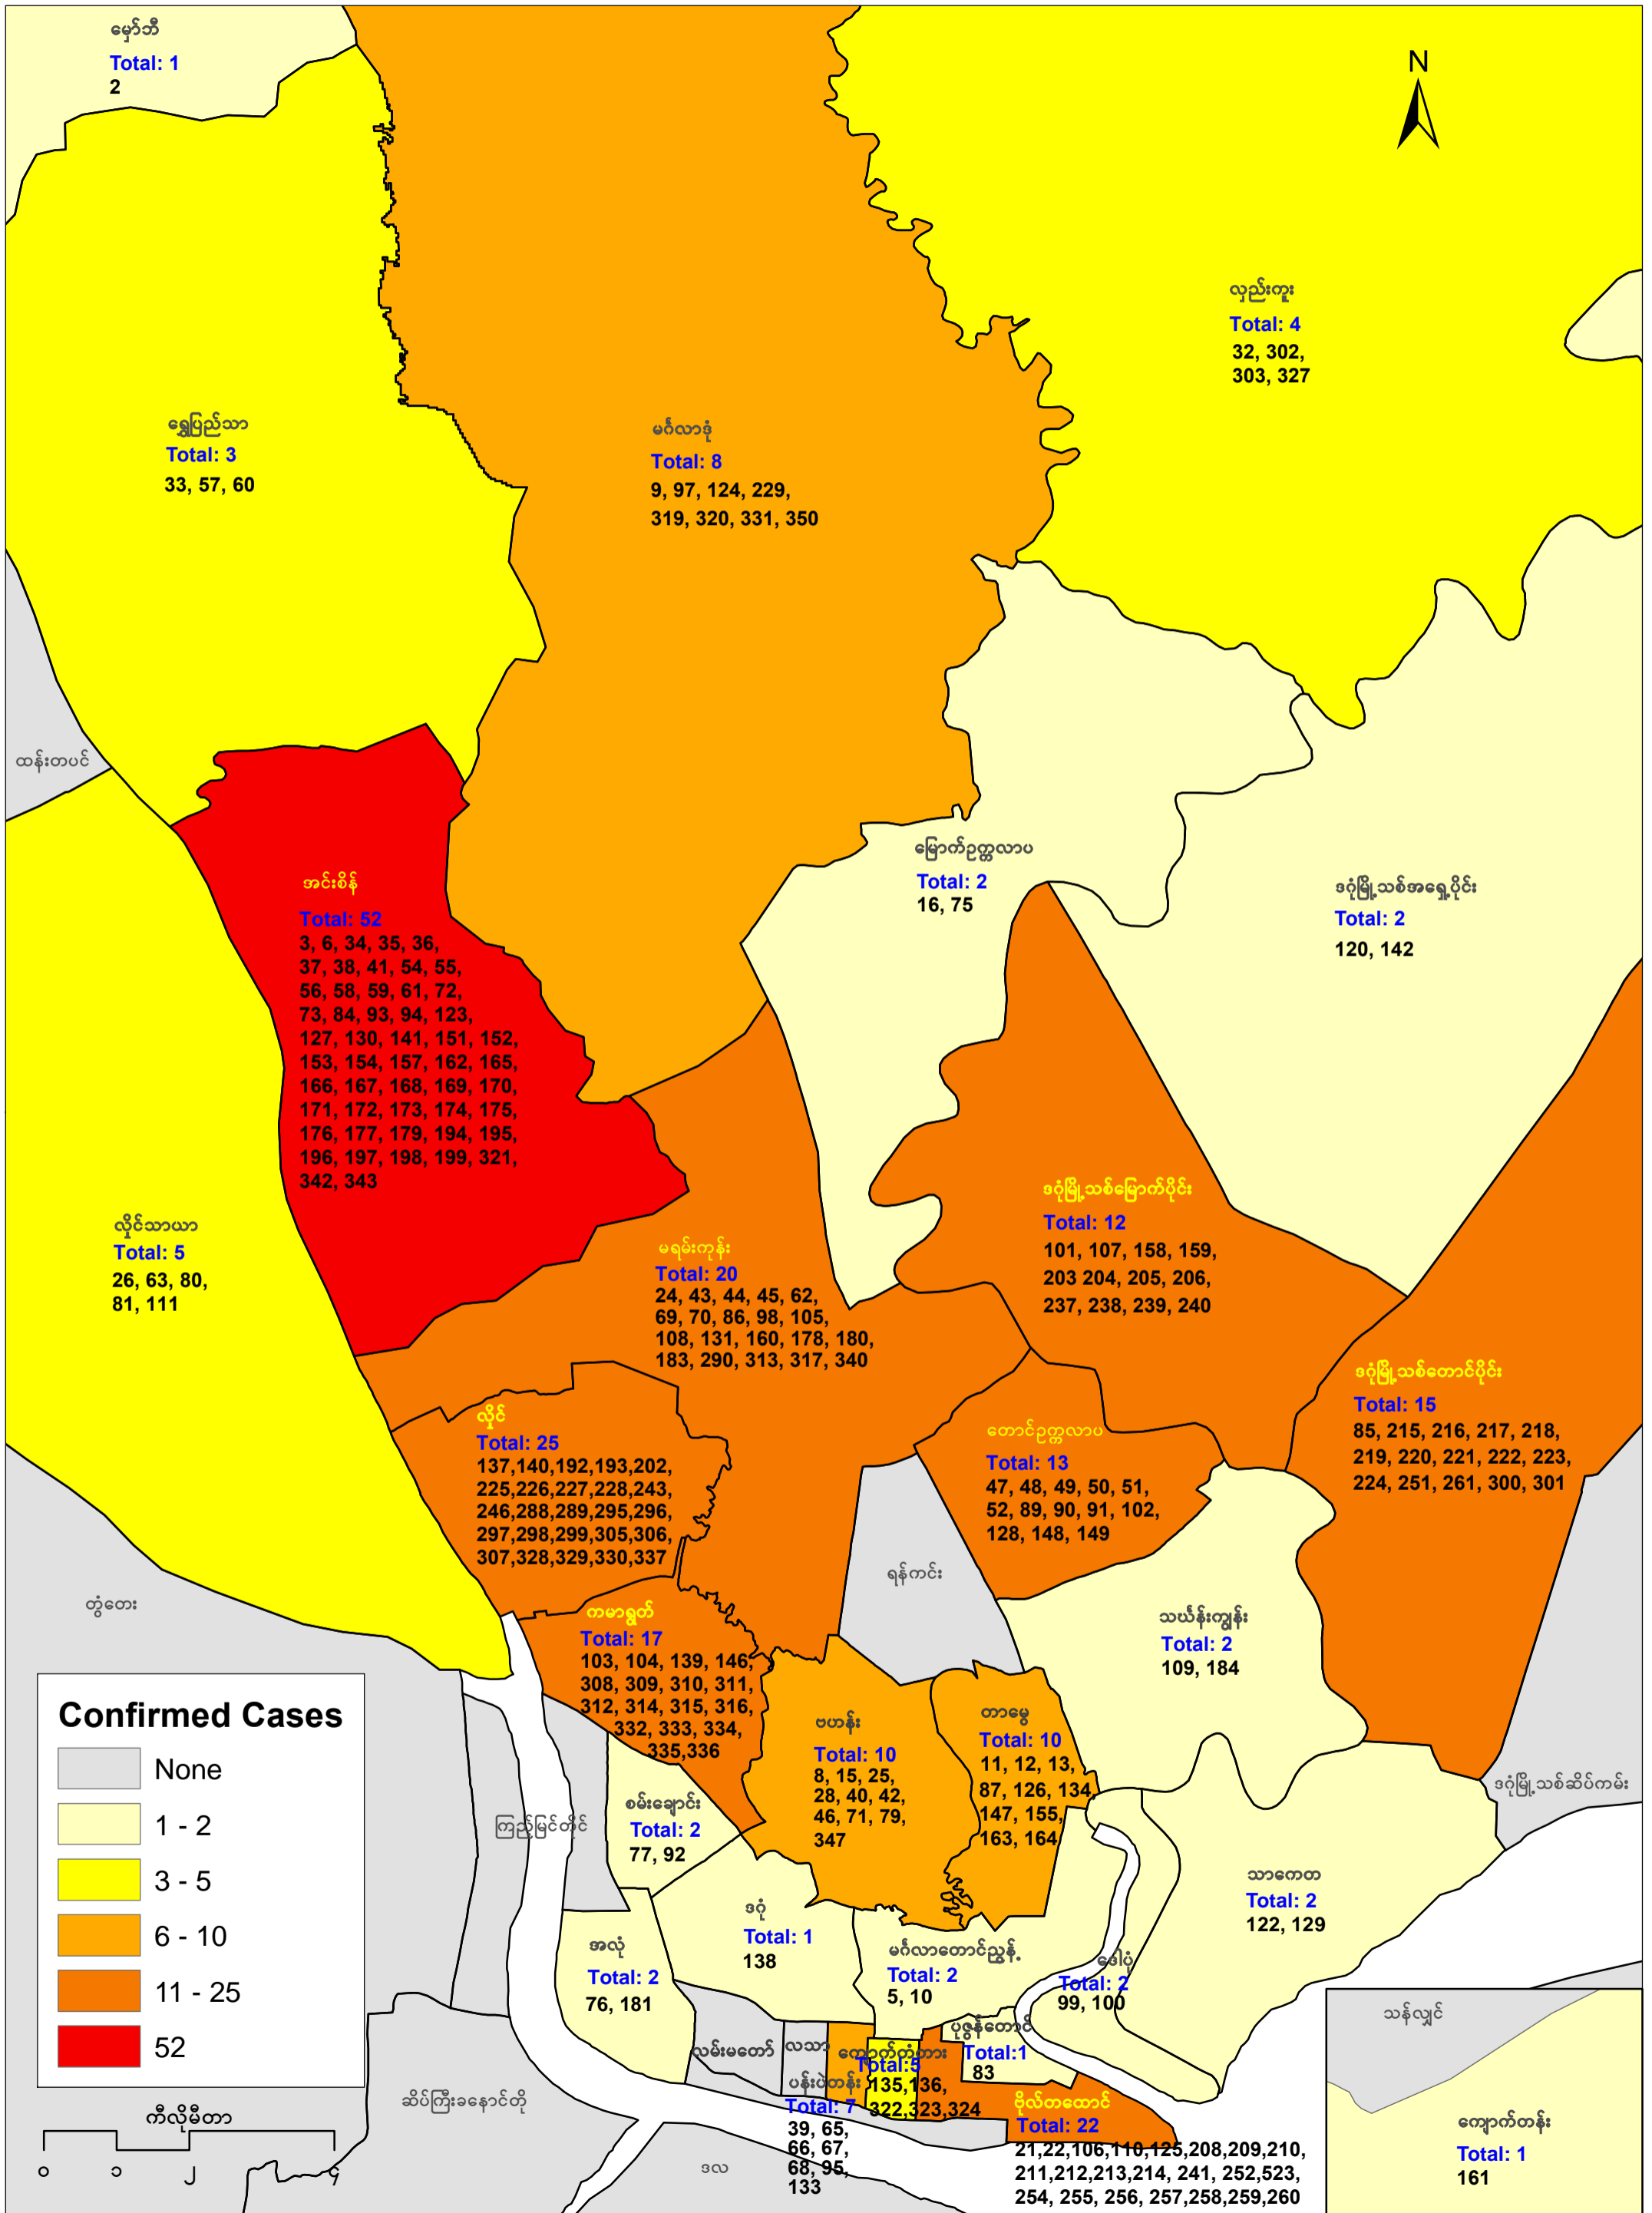 မှော်ဘီ
Total: 1
2
N
လှည်းကူး
Total: 4
32, 302,
303, 327
ရွှေပြည်သာ
Total: 3
33, 57, 60
မင်္ဂလာဒုံ
Total: 8
9, 97, 124, 229,
319, 320, 331, 350
ထန်းတပင်
မြောက်ဥက္ကလာပ
Total: 2
16, 75
ဒဂုံမြို့သစ်အရှေ့ပိုင်း
Total: 2
120, 142
အင်းစိန်
Total: 52
3, 6, 34, 35, 36,
37, 38, 41, 54, 55,
56, 58, 59, 61, 72,
73, 84, 93, 94, 123,
127, 130, 141, 151, 152,
153, 154, 157, 162, 165,
166, 167, 168, 169, 170,
171, 172, 173, 174, 175,
176, 177, 179, 194, 195,
196, 197, 198, 199, 321,
342, 343
လှိုင်သာယာ
Total: 5
26, 63, 80,
81, 111
ဒဂုံမြို့သစ်မြောက်ပိုင်း
Total: 12
101, 107, 158, 159,
203 204, 205, 206,
237, 238, 239, 240
မရမ်းကုန်း
Total: 20
24, 43, 44, 45, 62,
69, 70, 86, 98, 105,
108, 131, 160, 178, 180,
183, 290, 313, 317, 340
ဒဂုံမြို့သစ်တောင်ပိုင်း
Total: 15
85, 215, 216, 217, 218,
219, 220, 221, 222, 223,
224, 251, 261, 300, 301
လှိုင်
Total: 25
137,140,192,193,202,
225,226,227,228,243,
246,288,289,295,296,
297,298,299,305,306,
307,328,329,330,337
တောင်ဥက္ကလာပ
Total: 13
47, 48, 49, 50, 51,
52, 89, 90, 91, 102,
128, 148, 149
ရန်ကင်း
တွံတေး
ကမာရွတ်
Total: 17
103, 104, 139, 146,
308, 309, 310, 311,
312, 314, 315, 316,
332, 333, 334,
335,336
သင်္ဃန်းကျွန်း
Total: 2
109, 184
ဗဟန်း
Total: 10
8, 15, 25,
28, 40, 42,
46, 71, 79,
347
တာမွေ
Total: 10
11, 12, 13,
87, 126, 134,
147, 155,
163, 164
ဒဂုံမြို့သစ်ဆိပ်ကမ်း
Confirmed Cases
None
1 - 2
3 - 5
6 - 10
11 - 25
52
ကြည့်မြင်တိုင်
စမ်းချောင်း
Total: 2
77, 92
သာကေတ
Total: 2
122, 129
ဒဂုံ
Total: 1
138
အလုံ
Total: 2
76, 181
မင်္ဂလာတောင်ညွန့်
Total: 2
5, 10
ဒေါပုံ
Total: 2
99, 100
ပုဇွန်တောင်
Total:1
83
လမ်းမတော်
လသာ
ကျောက်တံတား
Total:5
135,136,
322,323,324
ပန်းပဲတန်း
Total: 7
39, 65,
66, 67,
68, 95,
133
ဗိုလ်တထောင်
Total: 22
21,22,106,110,125,208,209,210,
211,212,213,214, 241, 252,523,
254, 255, 256, 257,258,259,260
သန်လျှင်
ကျောက်တန်း
Total: 1
161
ဆိပ်ကြီးခနောင်တို
ဒလ
ကီလိုမီတာ
၀ ၁ ၂ ၄